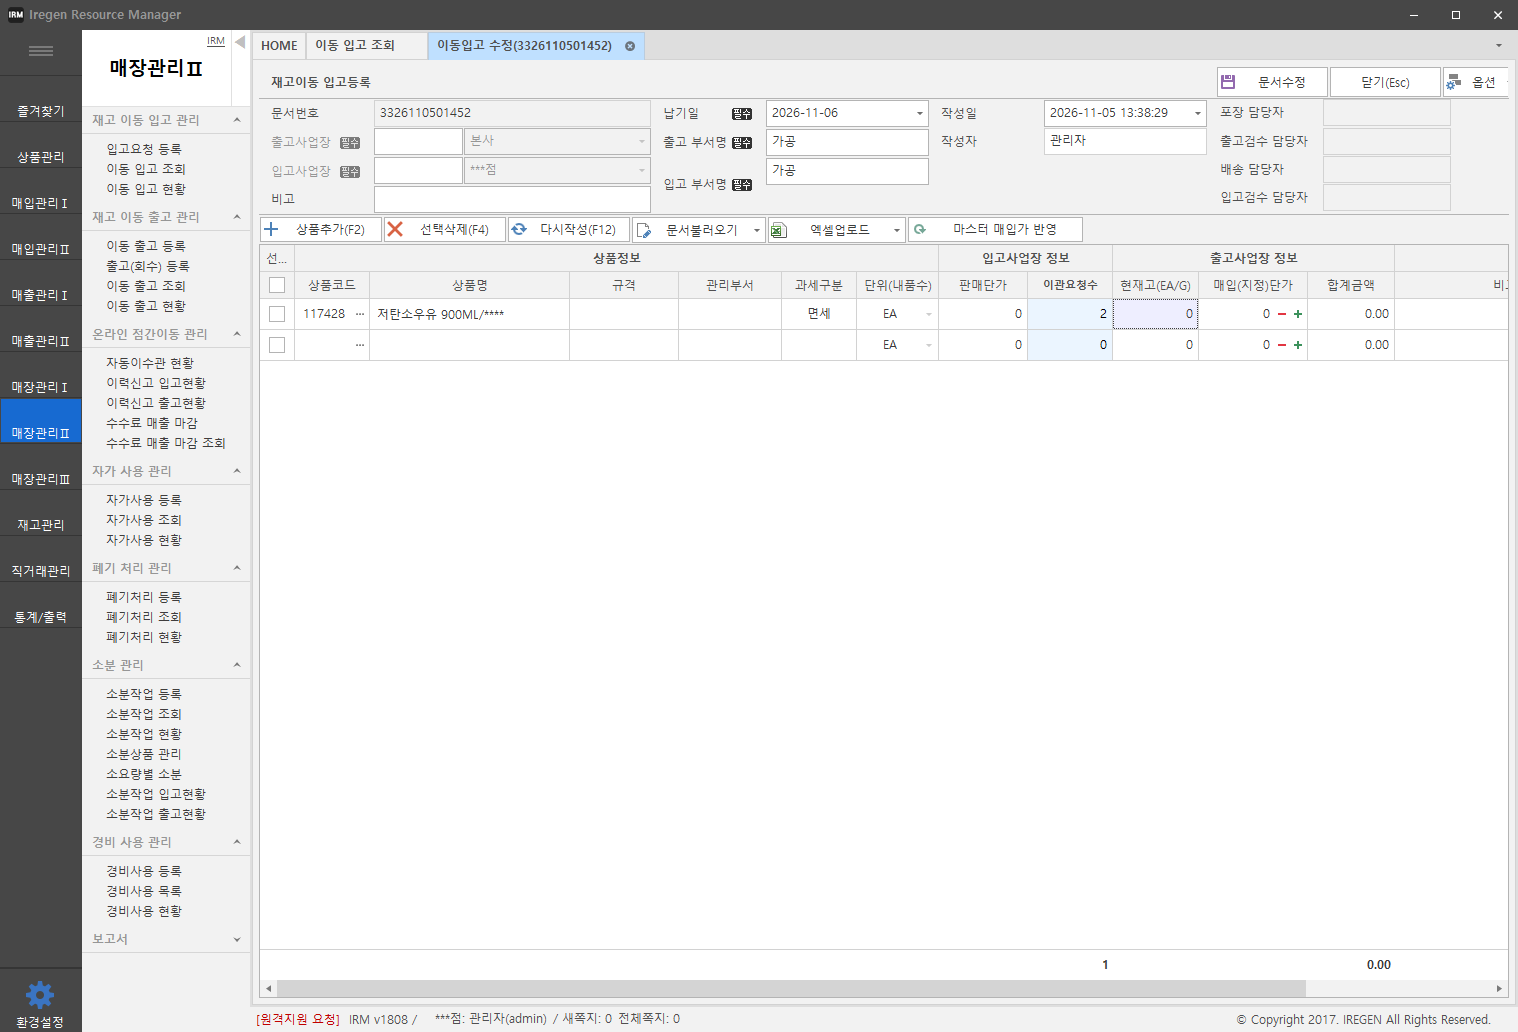 IRM Iregen Resource Manager
즐겨찾기
상품관리
매입관리Ⅰ
매입관리Ⅱ
매출관리Ⅰ
매출관리Ⅱ
매장관리Ⅰ
매장관리Ⅱ
매장관리Ⅲ
재고관리
직거래관리
통계/출력
환경설정
IRM
매장관리Ⅱ
재고 이동 입고 관리
입고요청 등록
이동 입고 조회
이동 입고 현황
재고 이동 출고 관리
이동 출고 등록
출고(회수) 등록
이동 출고 조회
이동 출고 현황
온라인 점간이동 관리
자동이수관 현황
이력신고 입고현황
이력신고 출고현황
수수료 매출 마감
수수료 매출 마감 조회
자가 사용 관리
자가사용 등록
자가사용 조회
자가사용 현황
폐기 처리 관리
폐기처리 등록
폐기처리 조회
폐기처리 현황
소분 관리
소분작업 등록
소분작업 조회
소분작업 현황
소분상품 관리
소요량별 소분
소분작업 입고현황
소분작업 출고현황
경비 사용 관리
경비사용 등록
경비사용 목록
경비사용 현황
보고서
HOME 이동 입고 조회 이동입고 수정(3326110501452)
재고이동 입고등록 문서수정 닫기(Esc) 옵션
문서번호 3326110501452 납기일 필수 2026-11-06 작성일 2026-11-05 13:38:29 포장 담당자
출고사업장 필수 본사 출고 부서명 필수 가공 작성자 관리자 출고검수 담당자
입고사업장 필수 ***점 입고 부서명 필수 가공 배송 담당자
비고 입고검수 담당자
상품추가(F2) 선택삭제(F4) 다시작성(F12) 문서불러오기 엑셀업로드 마스터 매입가 반영
선... 상품정보 입고사업장 정보 출고사업장 정보
상품코드 상품명 규격 관리부서 과세구분 단위(내품수) 판매단가 이관요청수 현재고(EA/G) 매입(지정)단가 합계금액 비고
117428 ... 저탄소우유 900ML/**** 면세 EA 0 2 0 0 0.00
... EA 0 0 0 0 0.00
1 0.00
[원격지원 요청] IRM v1808 / ***점: 관리자(admin) / 새쪽지: 0 전체쪽지: 0 © Copyright 2017. IREGEN All Rights Reserved.